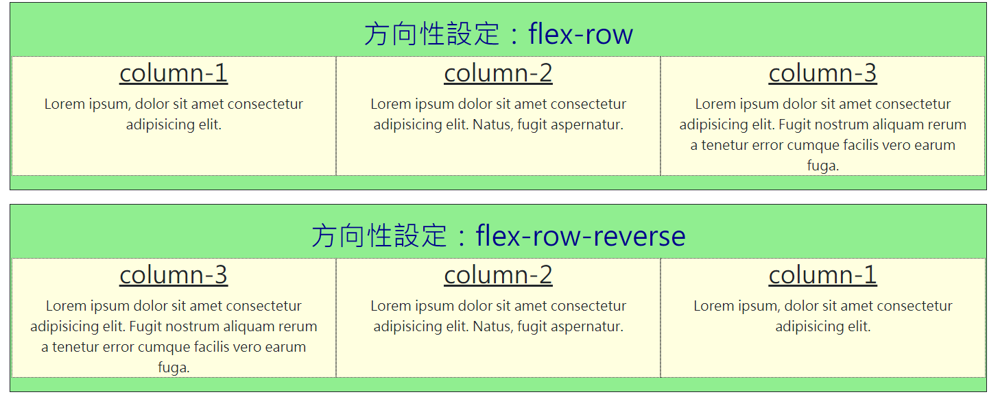 方向性設定：flex-row
column-1
Lorem ipsum, dolor sit amet consectetur
adipisicing elit.
column-2
Lorem ipsum dolor sit amet consectetur
adipisicing elit. Natus, fugit aspernatur.
column-3
Lorem ipsum dolor sit amet consectetur
adipisicing elit. Fugit nostrum aliquam rerum
a tenetur error cumque facilis vero earum
fuga.
方向性設定：flex-row-reverse
column-3
Lorem ipsum dolor sit amet consectetur
adipisicing elit. Fugit nostrum aliquam rerum
a tenetur error cumque facilis vero earum
fuga.
column-2
Lorem ipsum dolor sit amet consectetur
adipisicing elit. Natus, fugit aspernatur.
column-1
Lorem ipsum, dolor sit amet consectetur
adipisicing elit.